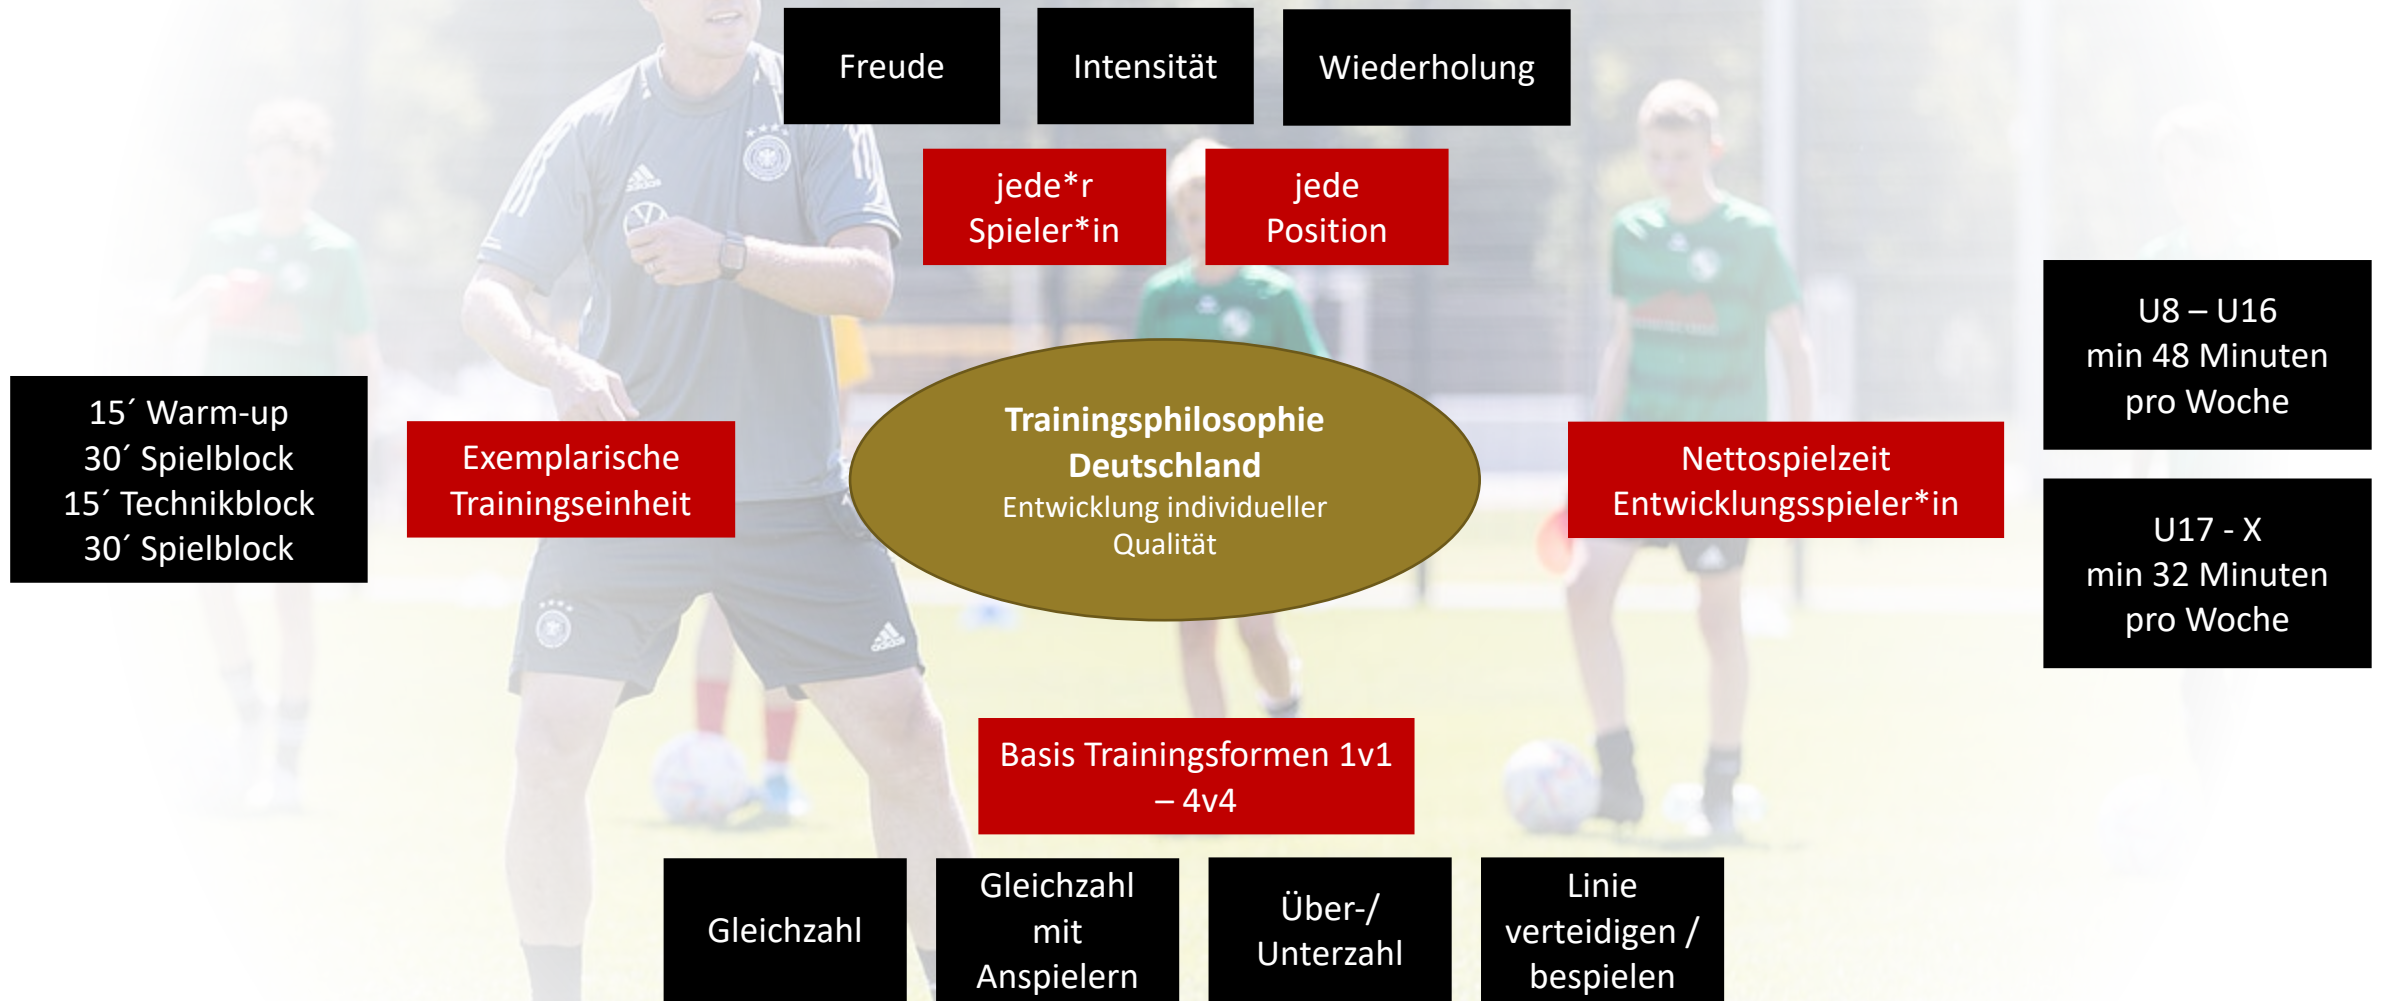 Freude
Intensität
Wiederholung
jede*r
Spieler*in
jede
Position
15´ Warm-up
30´ Spielblock
15´ Technikblock
30´ Spielblock
Exemplarische
Trainingseinheit
Trainingsphilosophie
Deutschland
Entwicklung individueller
Qualität
Nettospielzeit
Entwicklungsspieler*in
U8 – U16
min 48 Minuten
pro Woche
U17 - X
min 32 Minuten
pro Woche
Basis Trainingsformen 1v1
– 4v4
Gleichzahl
Gleichzahl
mit
Anspielern
Über-/
Unterzahl
Linie
verteidigen /
bespielen
adidas
adidas